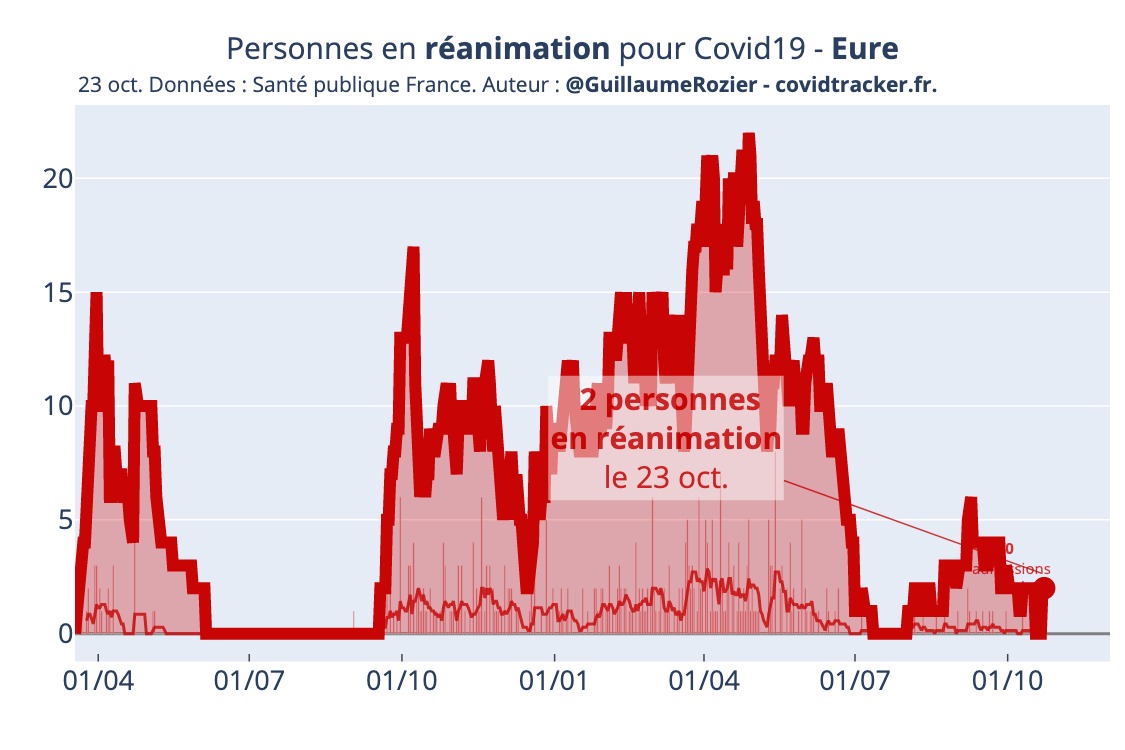 Personnes en réanimation pour Covid19 - Eure
23 oct. Données : Santé publique France. Auteur : @GuillaumeRozier - covidtracker.fr.
20
15
10
5
0
2 personnes
en réanimation
le 23 oct.
01/04
01/07
01/10
01/01
01/04
01/07
01/10